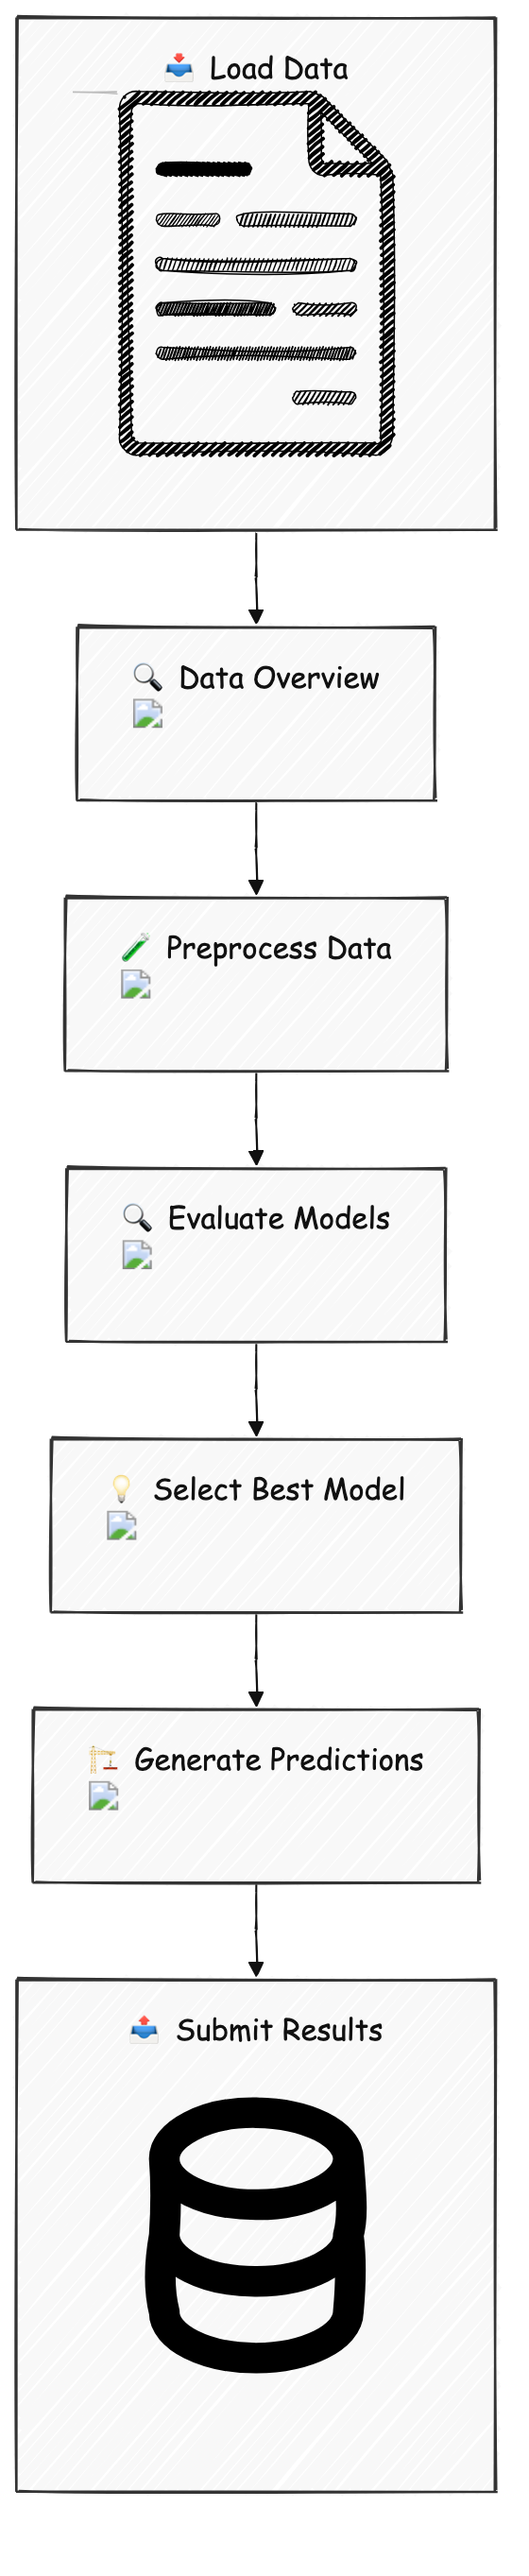 📥 Load Data
🔍 Data Overview
🧪 Preprocess Data
🔍 Evaluate Models
💡 Select Best Model
🏗️ Generate Predictions
📤 Submit Results